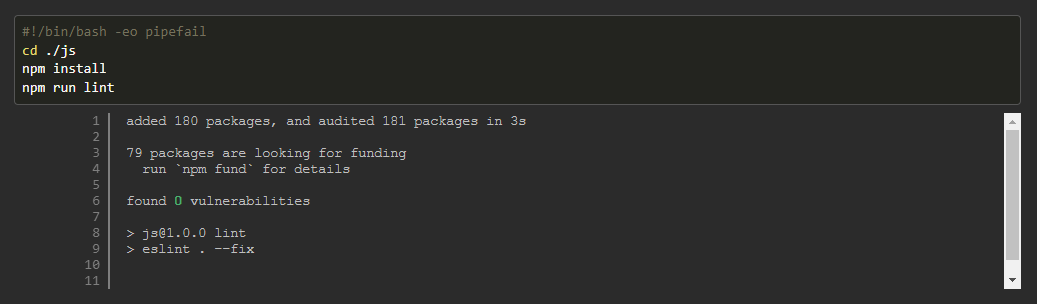 #!/bin/bash -eo pipefail
cd ./js
npm install
npm run lint
1 added 180 packages, and audited 181 packages in 3s
2
3 79 packages are looking for funding
4 run `npm fund` for details
5
6 found 0 vulnerabilities
7
8 > js@1.0.0 lint
9 > eslint . --fix
10
11